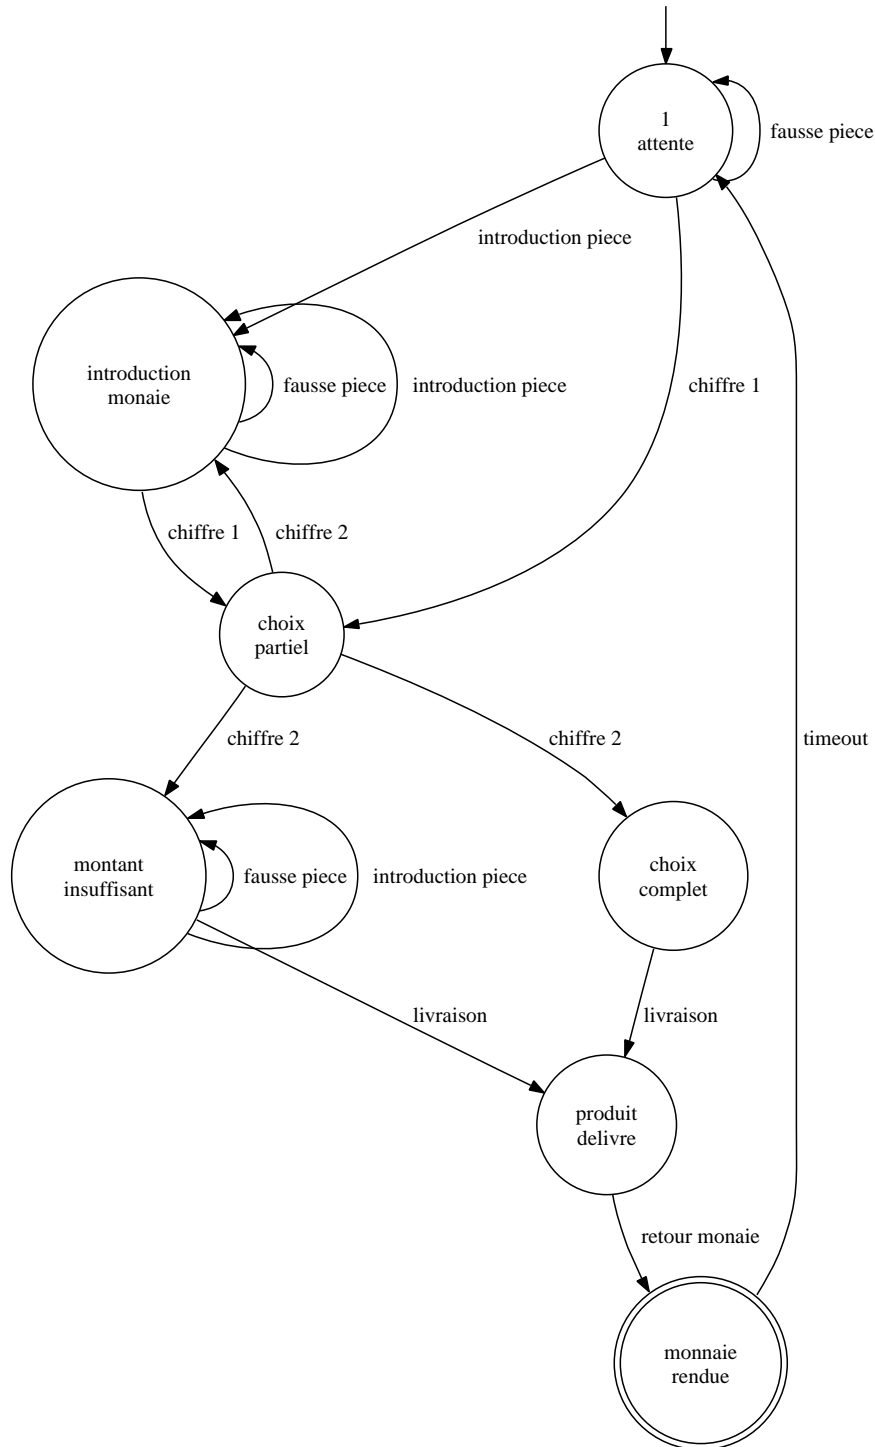 1
attente
fausse piece
introduction piece
introduction
monaie
fausse piece
introduction piece
chiffre 1
chiffre 1
chiffre 2
choix
partiel
chiffre 2
chiffre 2
timeout
montant
insuffisant
fausse piece
introduction piece
choix
complet
livraison
livraison
produit
delivre
retour monaie
monnaie
rendue